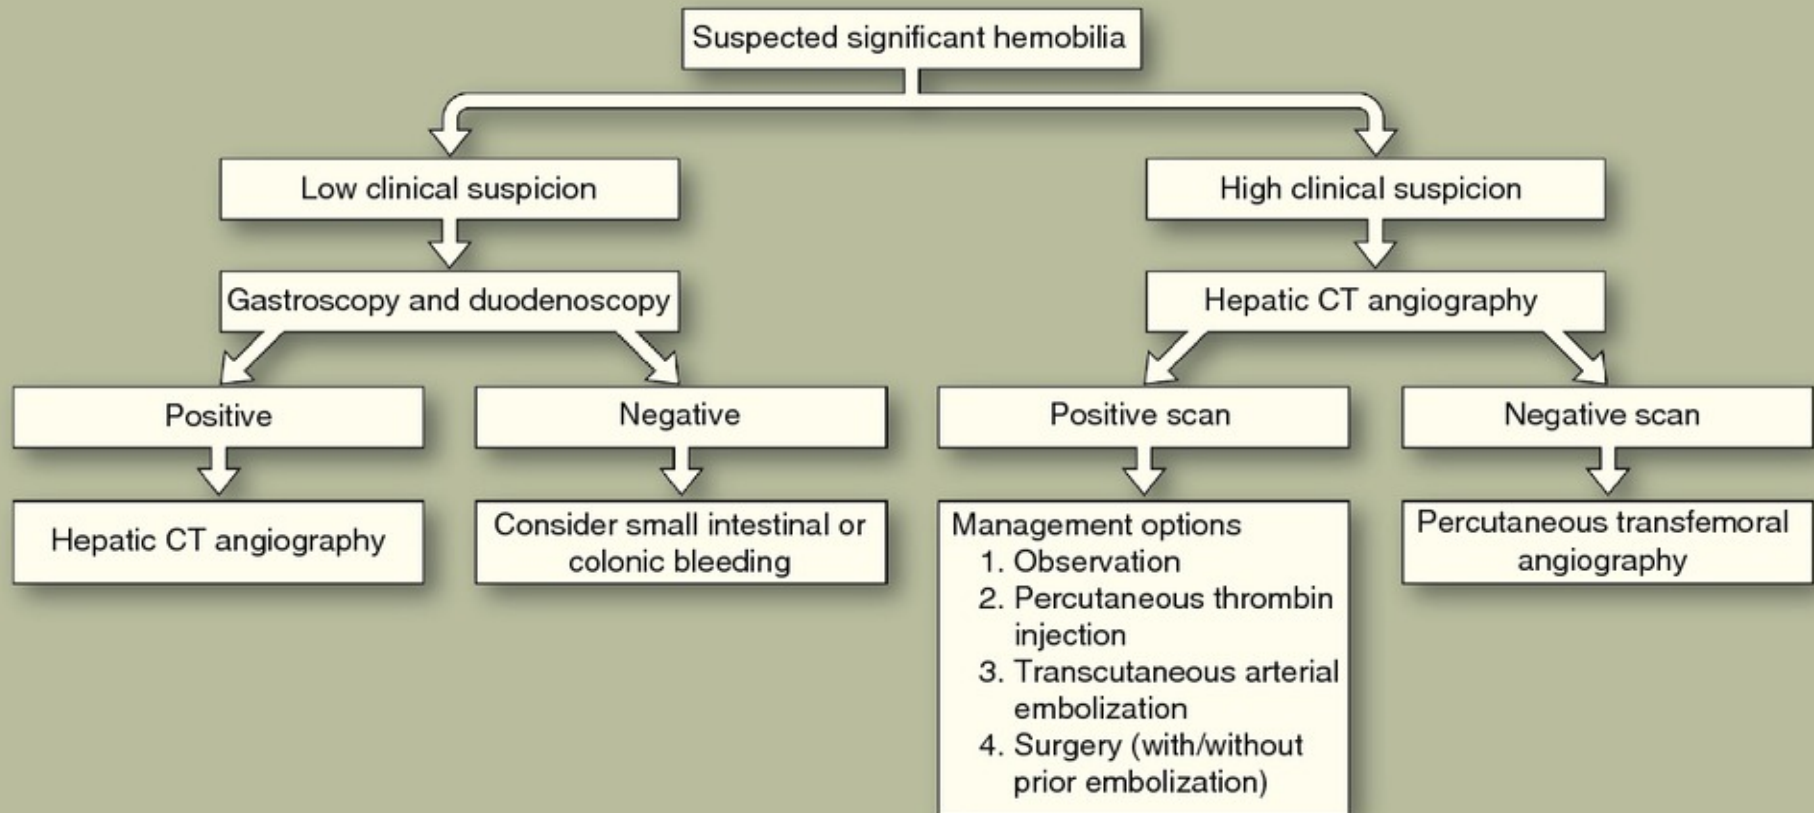 Suspected significant hemobilia
Low clinical suspicion
High clinical suspicion
Gastroscopy and duodenoscopy
Hepatic CT angiography
Positive
Negative
Positive scan
Negative scan
Hepatic CT angiography
Consider small intestinal or
colonic bleeding
Management options
1. Observation
2. Percutaneous thrombin
injection
3. Transcutaneous arterial
embolization
4. Surgery (with/without
prior embolization)
Percutaneous transfemoral
angiography